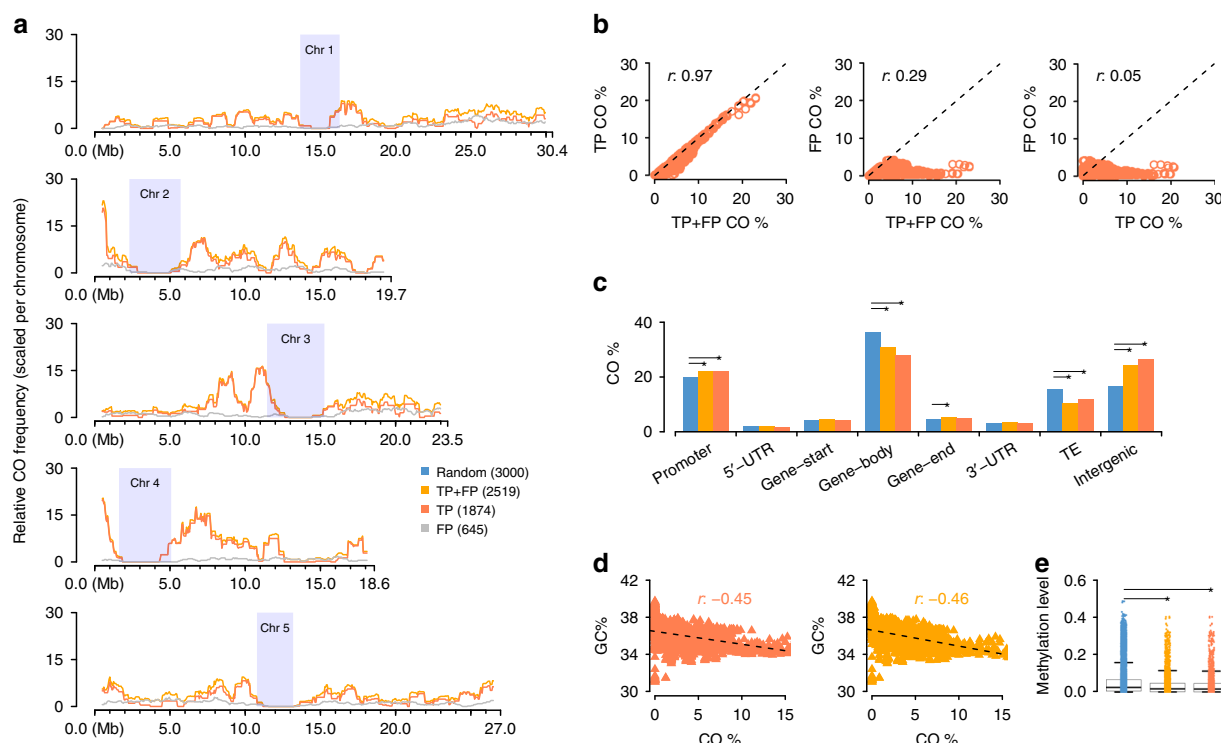 a
Relative CO frequency (scaled per chromosome)
30
15
0
Chr 1
0.0 (Mb) 5.0 10.0 15.0 20.0 25.0 30.4
30
15
0
Chr 2
0.0 (Mb) 5.0 10.0 15.0 19.7
30
15
0
Chr 3
0.0 (Mb) 5.0 10.0 15.0 20.0 23.5
30
15
0
Chr 4
0.0 (Mb) 5.0 10.0 15.0 18.6
Random (3000)
TP+FP (2519)
TP (1874)
FP (645)
30
15
0
Chr 5
0.0 (Mb) 5.0 10.0 15.0 20.0 27.0
b
TP CO %
30
20
10
0
r: 0.97
0 10 20 30
TP+FP CO %
FP CO %
30
20
10
0
r: 0.29
0 10 20 30
TP+FP CO %
FP CO %
30
20
10
0
r: 0.05
0 10 20 30
TP CO %
c
CO %
40
20
0
* * * * * * * * *
Promoter
5′–UTR
Gene–start
Gene–body
Gene–end
3′–UTR
TE
Intergenic
d
GC%
42
38
34
30
r: −0.45
0 5 10 15
CO %
GC%
42
38
34
30
r: −0.46
0 5 10 15
CO %
e
Methylation level
0.6
0.4
0.2
0.0
* *